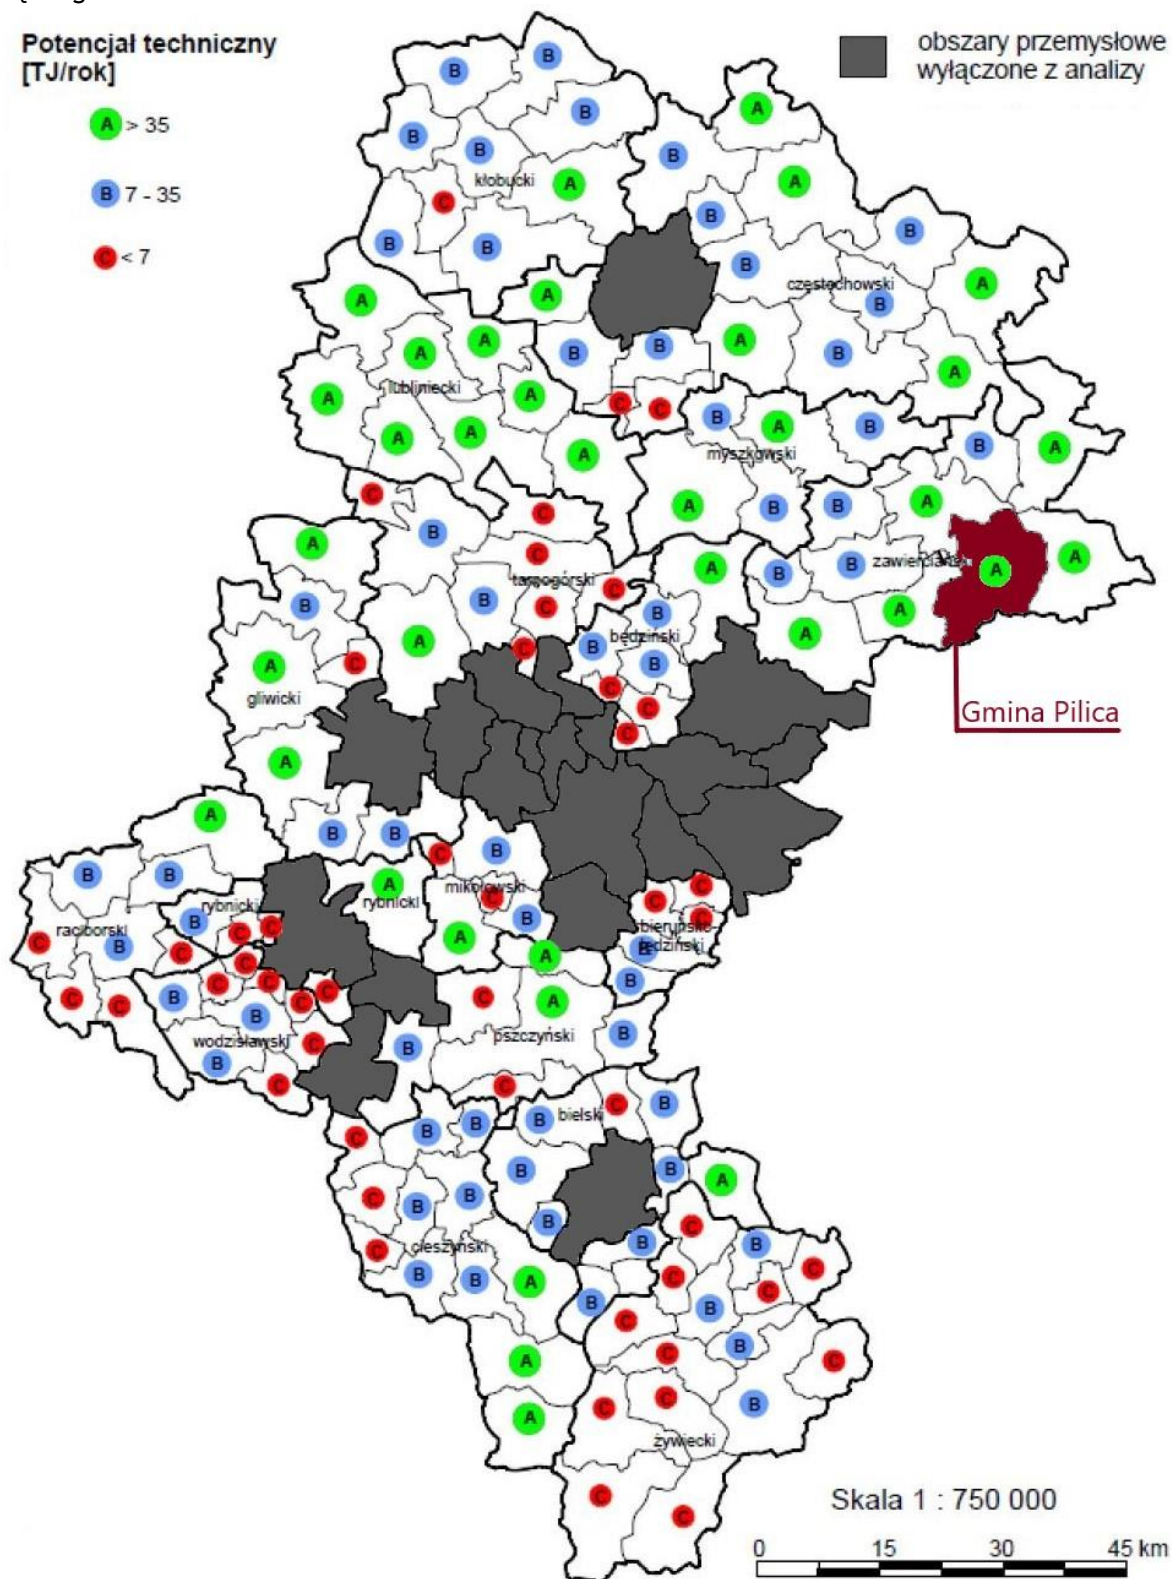 Potencjał techniczny
[TJ/rok]
A > 35
B 7 - 35
C < 7
obszary przemysłowe
wyłączone z analizy
kłobucki
częstochowski
lubliniecki
myszkowski
zawierciański
tarnogórski
będziński
gliwicki
Gmina Pilica
mikołowski
rybnicki
rybnicki
raciborski
bieruńsko-
lędziński
wodzisławski
pszczyński
bielski
cieszyński
żywiecki
Skala 1 : 750 000
0 15 30 45 km